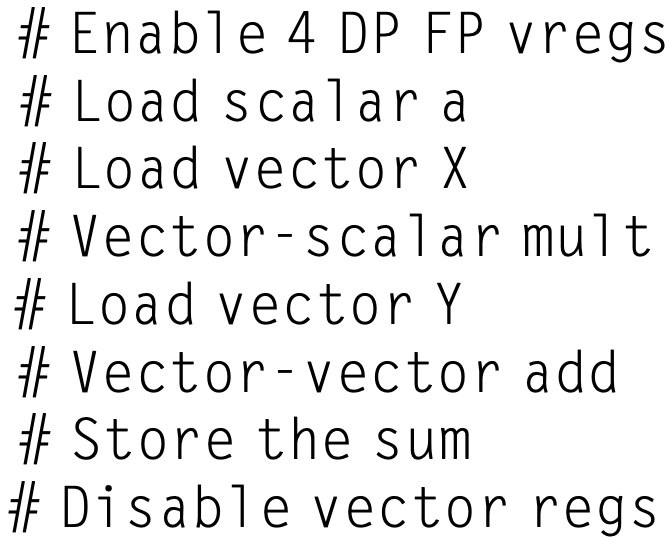 # Enable 4 DP FP vregs
# Load scalar a
# Load vector X
# Vector-scalar mult
# Load vector Y
# Vector-vector add
# Store the sum
# Disable vector regs